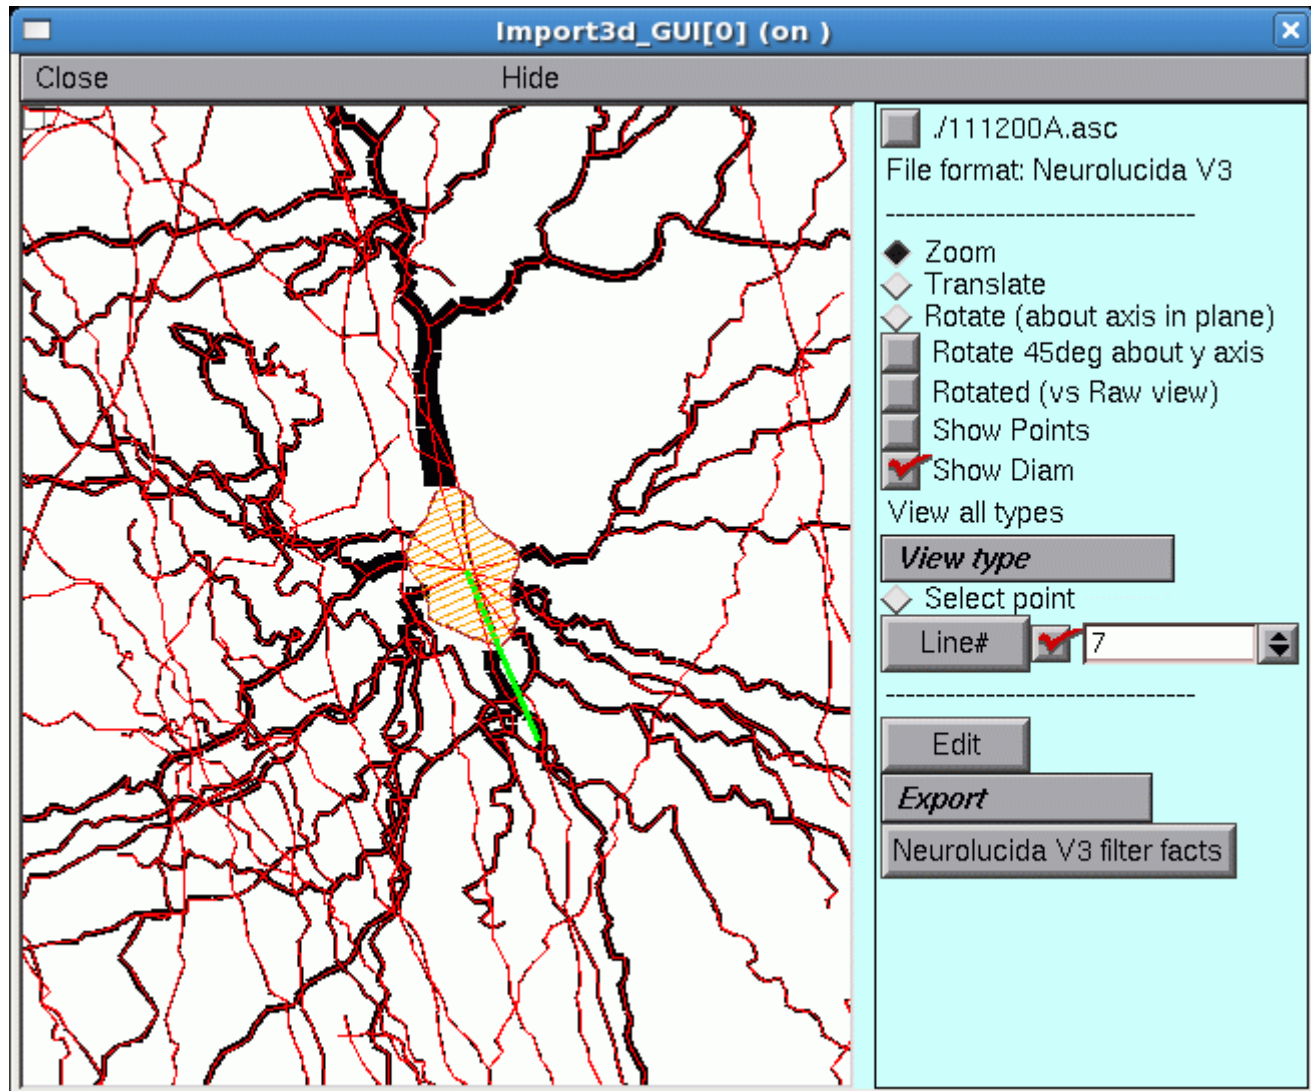 Import3d_GUI[0] (on )
Close Hide
./111200A.asc
File format: Neurolucida V3
-------------------------------
Zoom
Translate
Rotate (about axis in plane)
Rotate 45deg about y axis
Rotated (vs Raw view)
Show Points
Show Diam
View all types
View type
Select point
Line# 7
-------------------------------
Edit
Export
Neurolucida V3 filter facts